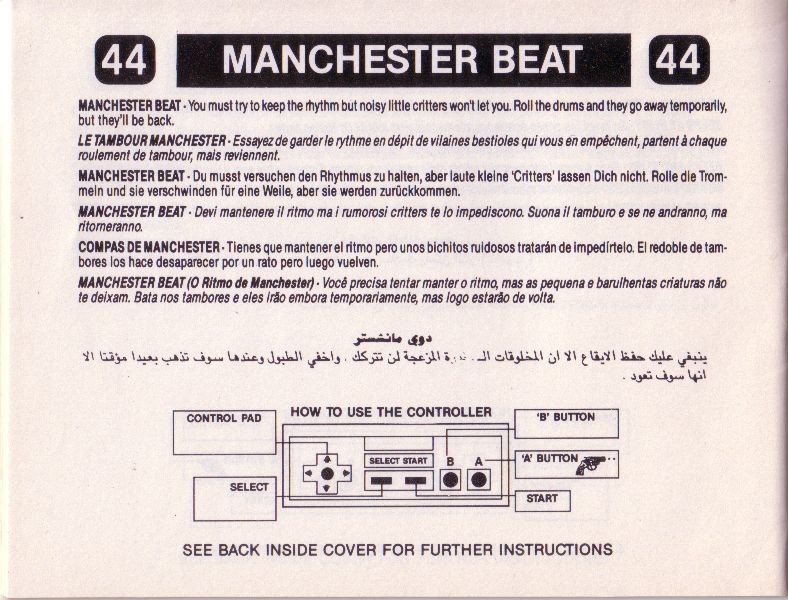 44 MANCHESTER BEAT 44
MANCHESTER BEAT - You must try to keep the rhythm but noisy little critters won't let you. Roll the drums and they go away temporarily,
but they'll be back.
LE TAMBOUR MANCHESTER - Essayez de garder le rythme en dépit de vilaines bestioles qui vous en empêchent, partent à chaque
roulement de tambour, mais reviennent.
MANCHESTER BEAT - Du musst versuchen den Rhythmus zu halten, aber laute kleine 'Critters' lassen Dich nicht. Rolle die Trom-
meln und sie verschwinden für eine Weile, aber sie werden zurückkommen.
MANCHESTER BEAT - Devi mantenere il ritmo ma i rumorosi critters te lo impediscono. Suona il tamburo e se ne andranno, ma
ritorneranno.
COMPAS DE MANCHESTER - Tienes que mantener el ritmo pero unos bichitos ruidosos tratarán de impedírtelo. El redoble de tam-
bores los hace desaparecer por un rato pero luego vuelven.
MANCHESTER BEAT (O Ritmo de Manchester) - Você precisa tentar manter o ritmo, mas as pequena e barulhentas criaturas não
te deixam. Bata nos tambores e eles irão embora temporariamente, mas logo estarão de volta.
دوي مانشستر
ينبغي عليك حفظ الايقاع الا ان المخلوقات المزعجة لن تتركك . واخفي الطبول وعندها سوف تذهب بعيدا مؤقتا الا
انها سوف تعود .
HOW TO USE THE CONTROLLER
CONTROL PAD
'B' BUTTON
SELECT START
B A
'A' BUTTON
SELECT
START
SEE BACK INSIDE COVER FOR FURTHER INSTRUCTIONS